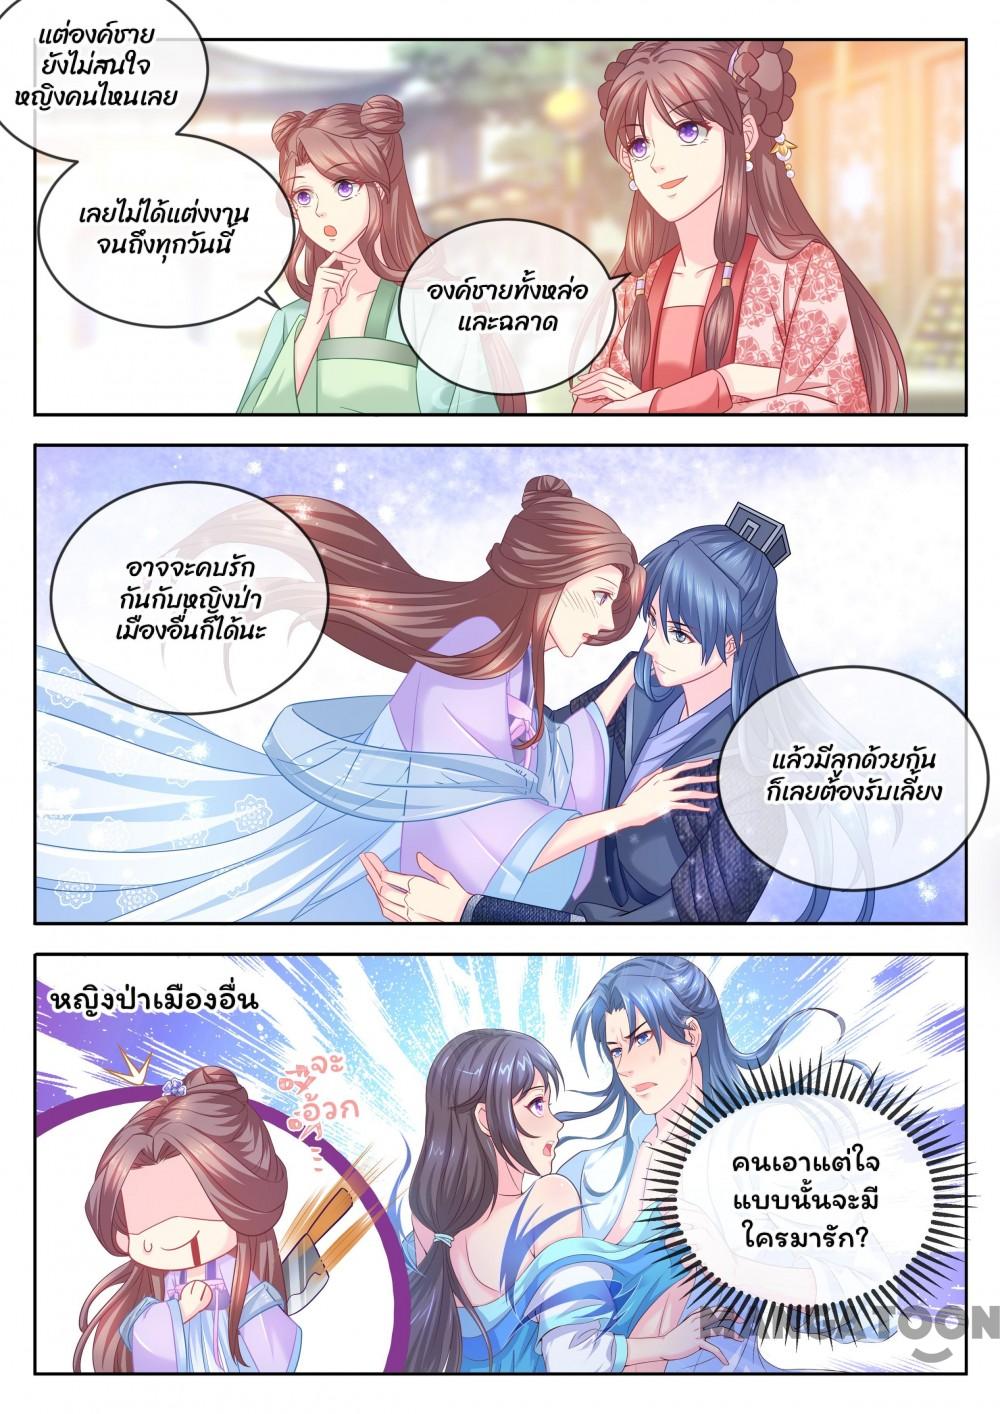 แต่องค์ชาย
ยังไม่สนใจ
หญิงคนไหนเลย
เลยไม่ได้แต่งงาน
จนถึงทุกวันนี้
องค์ชายทั้งหล่อ
และฉลาด
อาจจะคบรัก
กันกับหญิงป่า
เมืองอื่นก็ได้นะ
แล้วมีลูกด้วยกัน
ก็เลยต้องรับเลี้ยง
หญิงป่าเมืองอื่น
จะ
อ้วก
คนเอาแต่ใจ
แบบนั้นจะมี
ใครมารัก?
MANGATOON